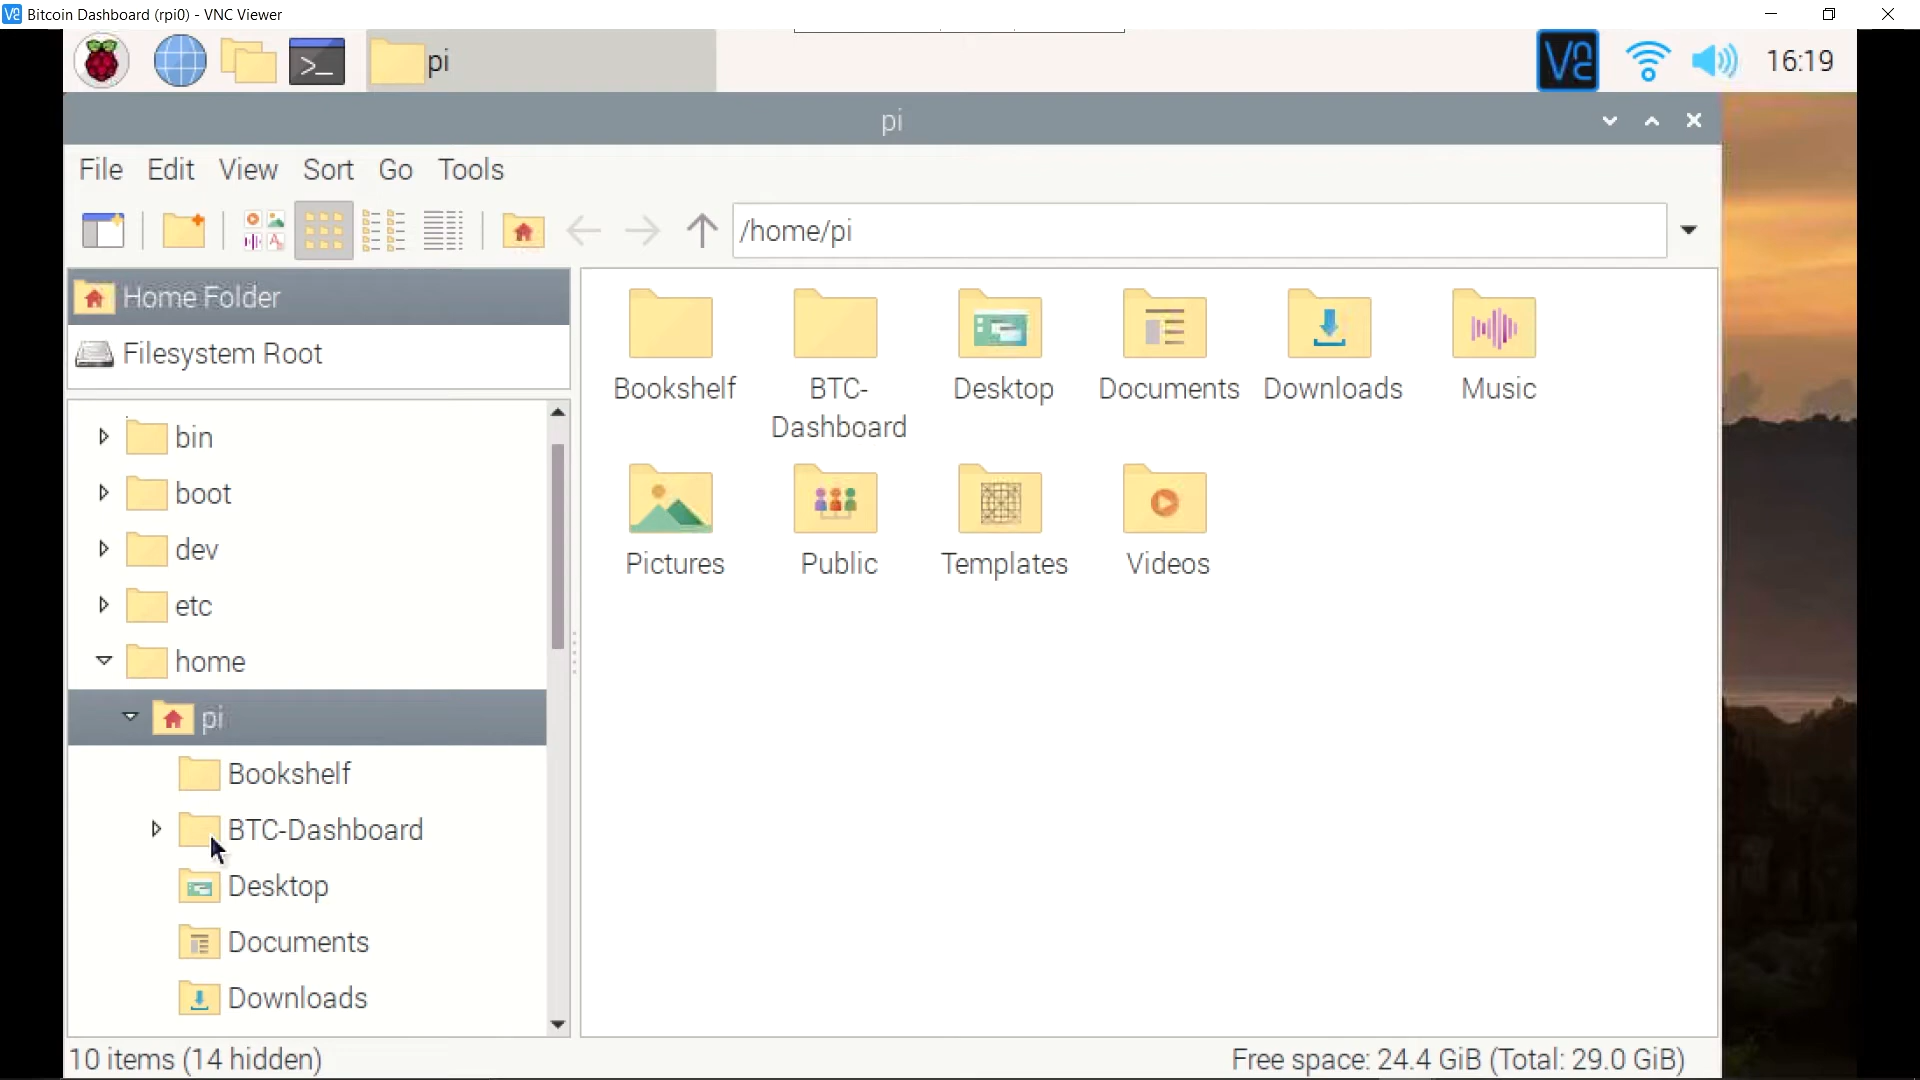 Bitcoin Dashboard (rpi0) - VNC Viewer
pi
16:19
pi
File Edit View Sort Go Tools
/home/pi
Home Folder
Filesystem Root
bin
boot
dev
etc
home
pi
Bookshelf
BTC-Dashboard
Desktop
Documents
Downloads
Bookshelf
BTC-
Dashboard
Desktop
Documents
Downloads
Music
Pictures
Public
Templates
Videos
10 items (14 hidden)
Free space: 24.4 GiB (Total: 29.0 GiB)